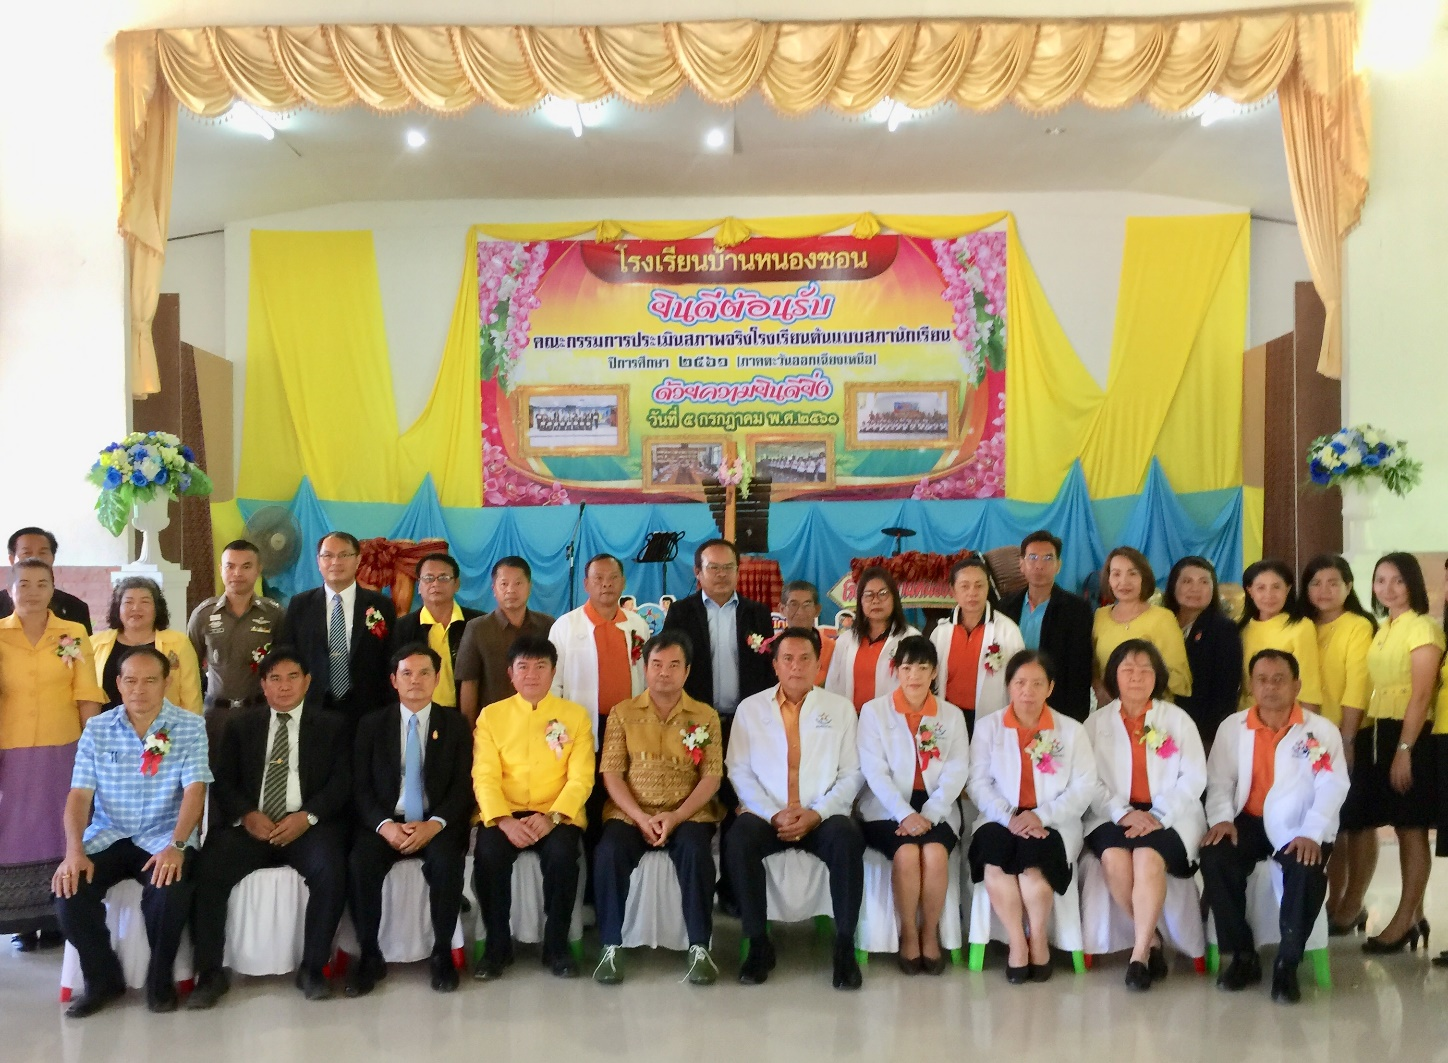 โรงเรียนบ้านหนองซอน
ยินดีต้อนรับ
คณะกรรมการประเมินสภาพจริงโรงเรียนต้นแบบสภานักเรียน
ปีการศึกษา ๒๕๖๑ (ภาคตะวันออกเฉียงเหนือ)
ด้วยความยินดียิ่ง
วันที่ ๕ กรกฎาคม พ.ศ.๒๕๖๑